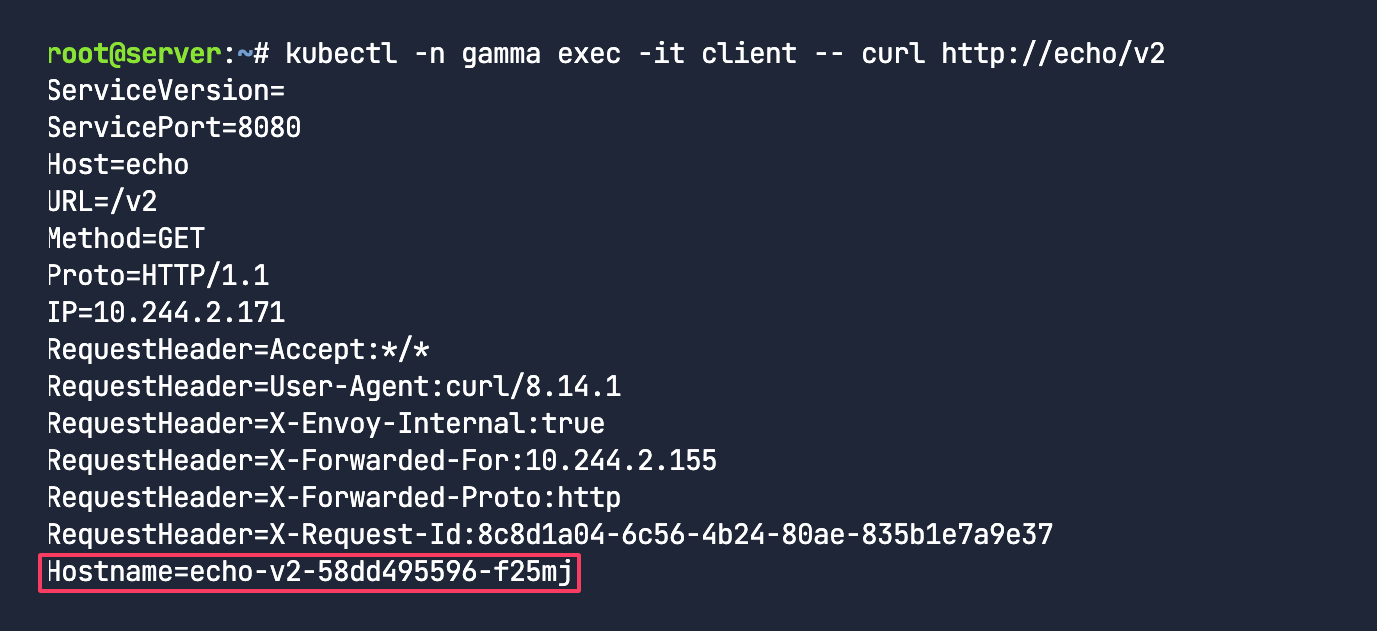 root@server:~# kubectl -n gamma exec -it client -- curl http://echo/v2
ServiceVersion=
ServicePort=8080
Host=echo
URL=/v2
Method=GET
Proto=HTTP/1.1
IP=10.244.2.171
RequestHeader=Accept:*/*
RequestHeader=User-Agent:curl/8.14.1
RequestHeader=X-Envoy-Internal:true
RequestHeader=X-Forwarded-For:10.244.2.155
RequestHeader=X-Forwarded-Proto:http
RequestHeader=X-Request-Id:8c8d1a04-6c56-4b24-80ae-835b1e7a9e37
Hostname=echo-v2-58dd495596-f25mj